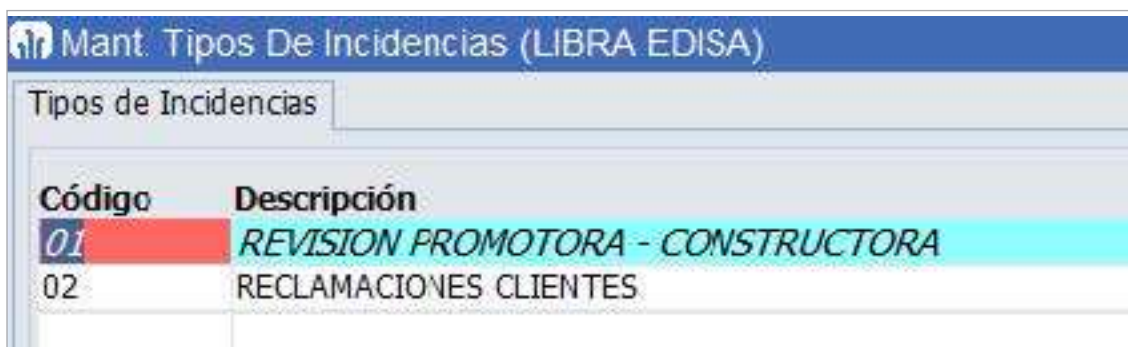 Mant. Tipos De Incidencias (LIBRA EDISA)
Tipos de Incidencias
Código Descripción
01 REVISION PROMOTORA - CONSTRUCTORA
02 RECLAMACIONES CLIENTES